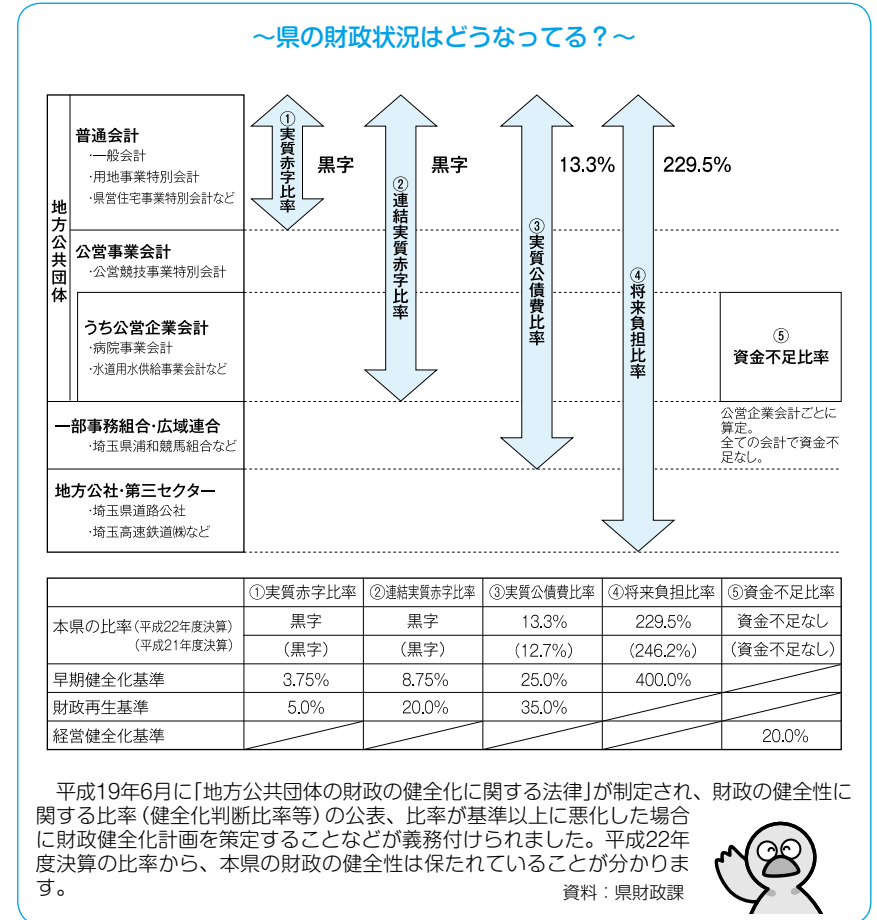 ～県の財政状況はどうなってる？～
地方公共団体
普通会計
・一般会計
・用地事業特別会計
・県営住宅事業特別会計など
公営事業会計
・公営競技事業特別会計
うち公営企業会計
・病院事業会計
・水道用水供給事業会計など
一部事務組合・広域連合
・埼玉県浦和競馬組合など
地方公社・第三セクター
・埼玉県道路公社
・埼玉高速鉄道㈱など
①実質赤字比率
黒字
②連結実質赤字比率
黒字
③実質公債費比率
13.3%
④将来負担比率
229.5%
⑤
資金不足比率
公営企業会計ごとに
算定。
全ての会計で資金不
足なし。
①実質赤字比率 ②連結実質赤字比率 ③実質公債費比率 ④将来負担比率 ⑤資金不足比率
本県の比率（平成22年度決算） 黒字 黒字 13.3% 229.5% 資金不足なし
（平成21年度決算） （黒字） （黒字） （12.7%） （246.2%） （資金不足なし）
早期健全化基準 3.75% 8.75% 25.0% 400.0%
財政再生基準 5.0% 20.0% 35.0%
経営健全化基準 20.0%
平成19年6月に「地方公共団体の財政の健全化に関する法律」が制定され、財政の健全性に
関する比率（健全化判断比率等）の公表、比率が基準以上に悪化した場合
に財政健全化計画を策定することなどが義務付けられました。平成22年
度決算の比率から、本県の財政の健全性は保たれていることが分かりま
す。
資料：県財政課